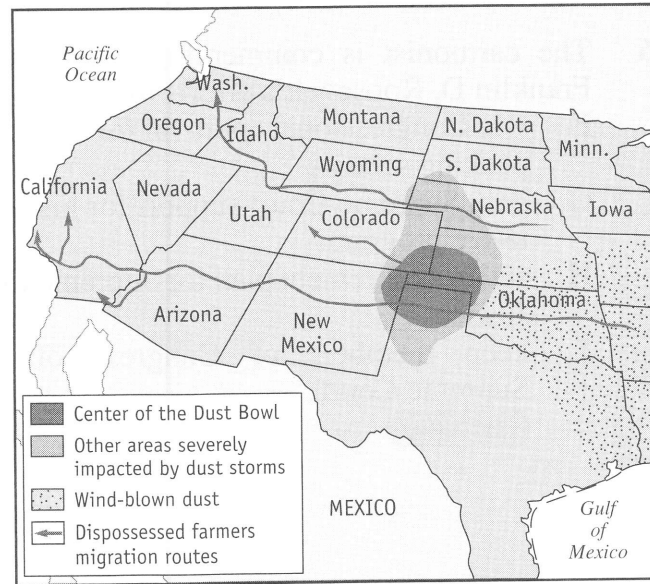 Pacific
Ocean
Wash.
Oregon
Idaho
Montana
N. Dakota
Minn.
Wyoming
S. Dakota
California
Nevada
Utah
Colorado
Nebraska
Iowa
Arizona
New
Mexico
Oklahoma
MEXICO
Gulf
of
Mexico
Center of the Dust Bowl
Other areas severely
impacted by dust storms
Wind-blown dust
Dispossessed farmers
migration routes